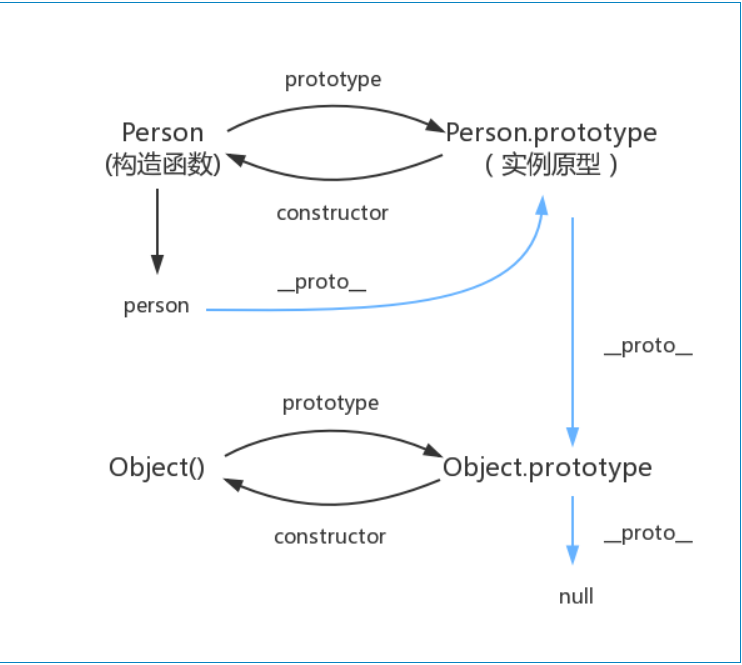 prototype
Person
Person.prototype
(构造函数)
( 实例原型 )
constructor
__proto__
person
__proto__
prototype
Object()
Object.prototype
constructor
__proto__
null